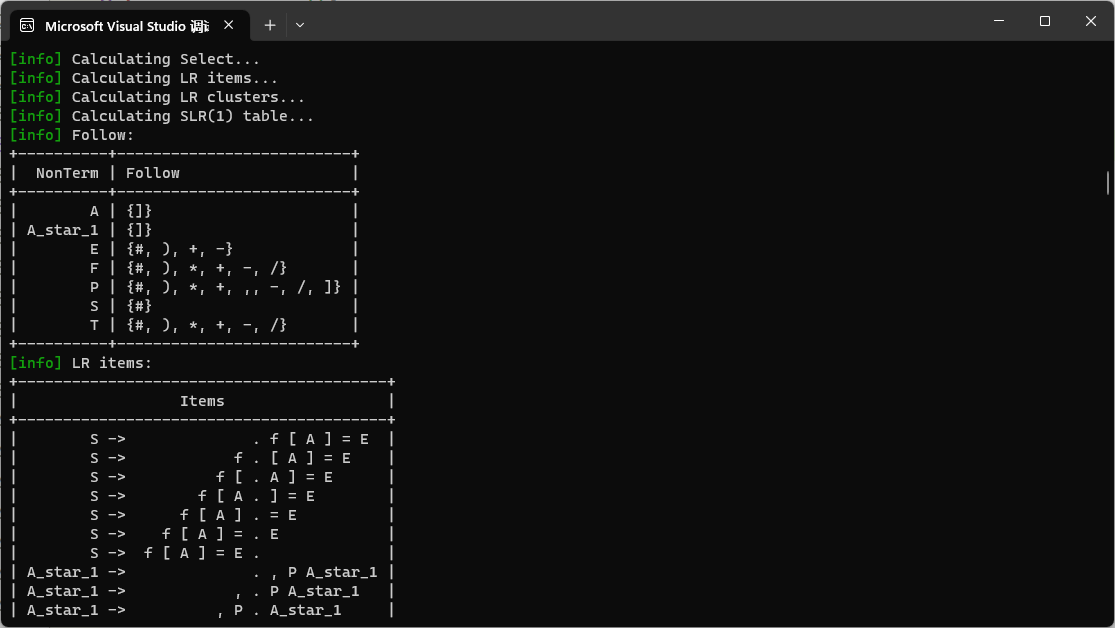 Microsoft Visual Studio 调
[info] Calculating Select...
[info] Calculating LR items...
[info] Calculating LR clusters...
[info] Calculating SLR(1) table...
[info] Follow:
+----------+--------------------------+
|  NonTerm | Follow                   |
+----------+--------------------------+
|        A | {]}                      |
| A_star_1 | {]}                      |
|        E | {#, ), +, -}             |
|        F | {#, ), *, +, -, /}       |
|        P | {#, ), *, +, ,, -, /, ]} |
|        S | {#}                      |
|        T | {#, ), *, +, -, /}       |
+----------+--------------------------+
[info] LR items:
+-----------------------------------------+
|                  Items                  |
+-----------------------------------------+
|        S ->              . f [ A ] = E  |
|        S ->            f . [ A ] = E    |
|        S ->          f [ . A ] = E      |
|        S ->        f [ A . ] = E        |
|        S ->      f [ A ] . = E          |
|        S ->    f [ A ] = . E            |
|        S ->  f [ A ] = E .              |
| A_star_1 ->              . , P A_star_1 |
| A_star_1 ->            , . P A_star_1   |
| A_star_1 ->          , P . A_star_1     |